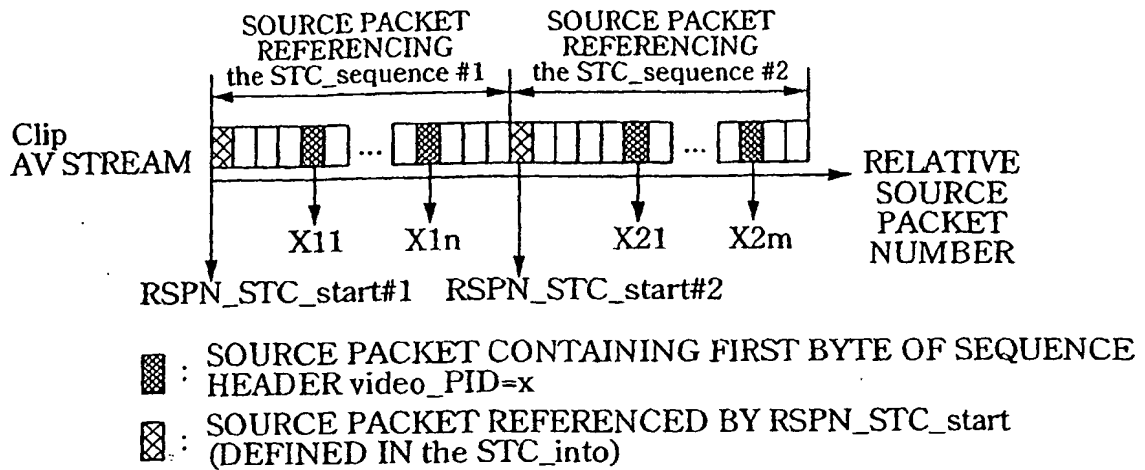 SOURCE PACKET
REFERENCING
the STC_sequence #1
SOURCE PACKET
REFERENCING
the STC_sequence #2
Clip
AV STREAM
...
...
RELATIVE
SOURCE
PACKET
NUMBER
X11
X1n
X21
X2m
RSPN_STC_start#1
RSPN_STC_start#2
: SOURCE PACKET CONTAINING FIRST BYTE OF SEQUENCE
HEADER video_PID=x
: SOURCE PACKET REFERENCED BY RSPN_STC_start
(DEFINED IN the STC_into)